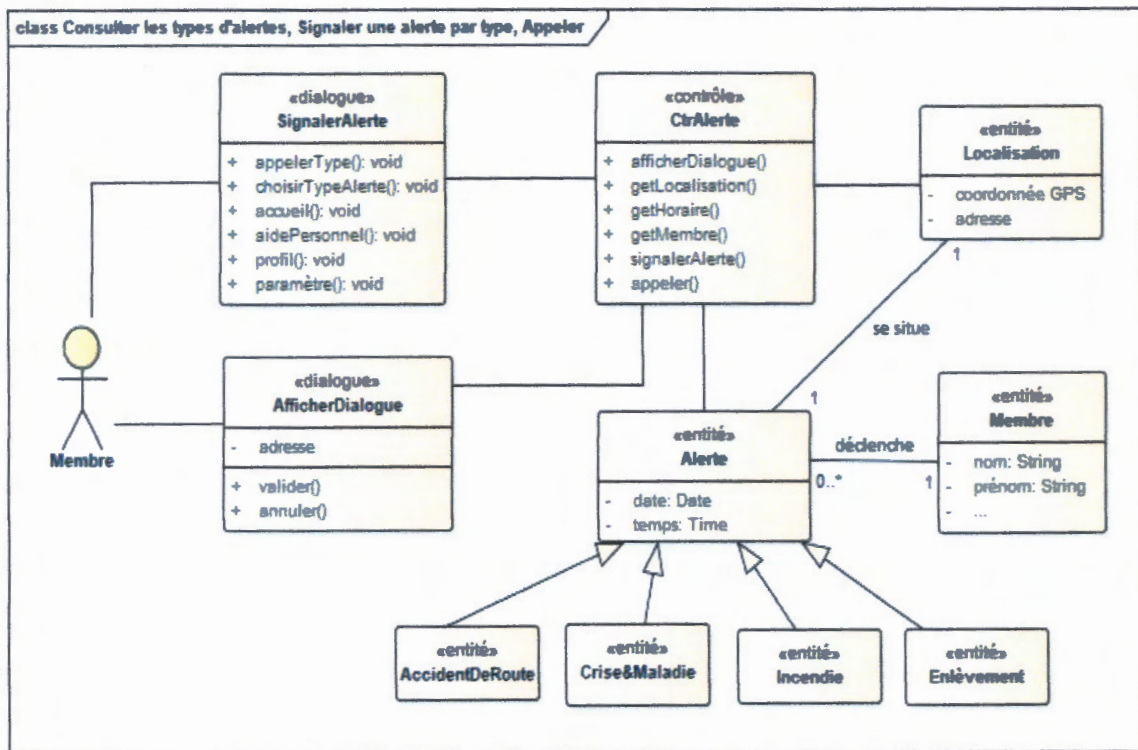 class Consulter les types d'alertes, Signaler une alerte par type, Appeler
«dialogue»
SignalerAlerte
+ appelerType(): void
+ choisirTypeAlerte(): void
+ accueil(): void
+ aidePersonnel(): void
+ profil(): void
+ paramètre(): void
«contrôle»
CtrAlerte
+ afficherDialogue()
+ getLocalisation()
+ getHoraire()
+ getMembre()
+ signalerAlerte()
+ appeler()
«entité»
Localisation
- coordonnée GPS
- adresse
1
se situe
1
Membre
«dialogue»
AfficherDialogue
- adresse
+ valider()
+ annuler()
«entité»
Alerte
- date: Date
- temps: Time
déclenche
0..*
1
«entité»
Membre
- nom: String
- prénom: String
- ...
«entité»
AccidentDeRoute
«entité»
Crise&Maladie
«entité»
Incendie
«entité»
Enlèvement